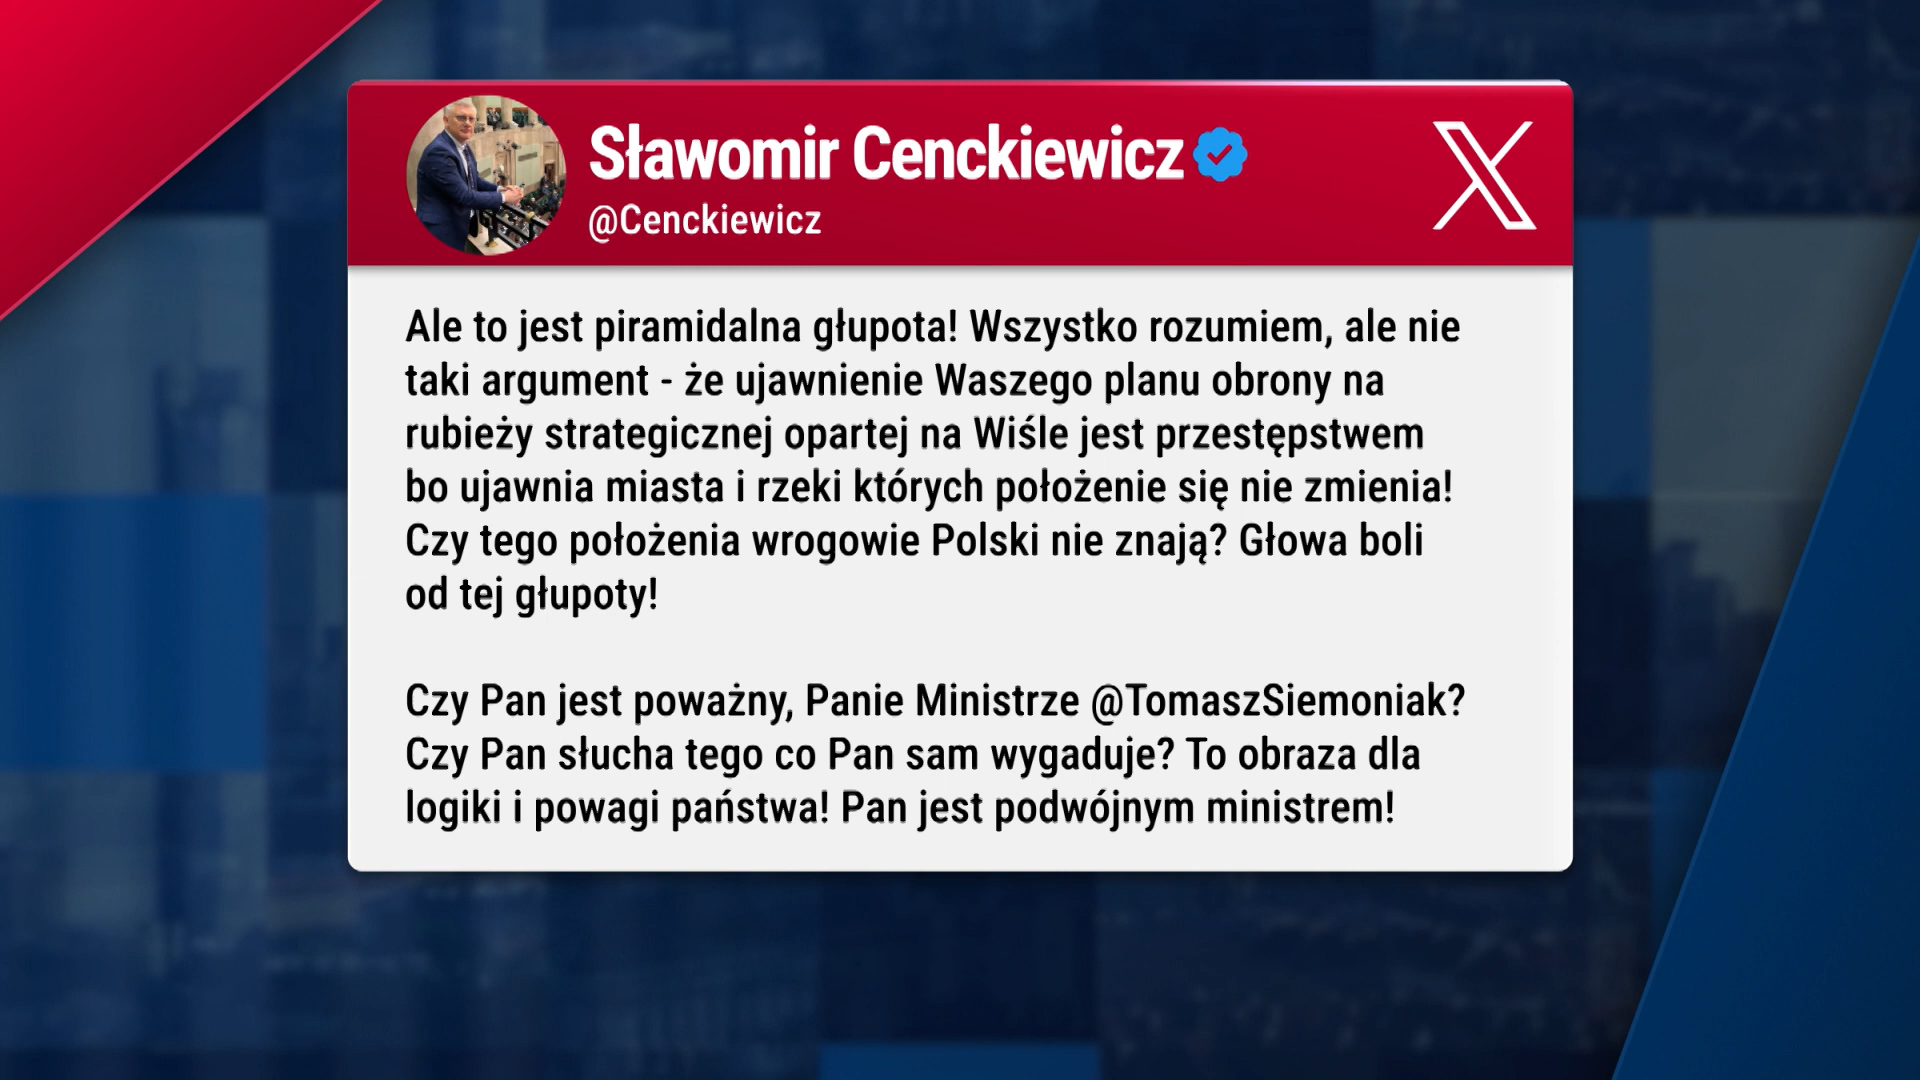 Sławomir Cenckiewicz
@Cenckiewicz
Ale to jest piramidalna głupota! Wszystko rozumiem, ale nie
taki argument - że ujawnienie Waszego planu obrony na
rubieży strategicznej opartej na Wiśle jest przestępstwem
bo ujawnia miasta i rzeki których położenie się nie zmienia!
Czy tego położenia wrogowie Polski nie znają? Głowa boli
od tej głupoty!
Czy Pan jest poważny, Panie Ministrze @TomaszSiemoniak?
Czy Pan słucha tego co Pan sam wygaduje? To obraza dla
logiki i powagi państwa! Pan jest podwójnym ministrem!